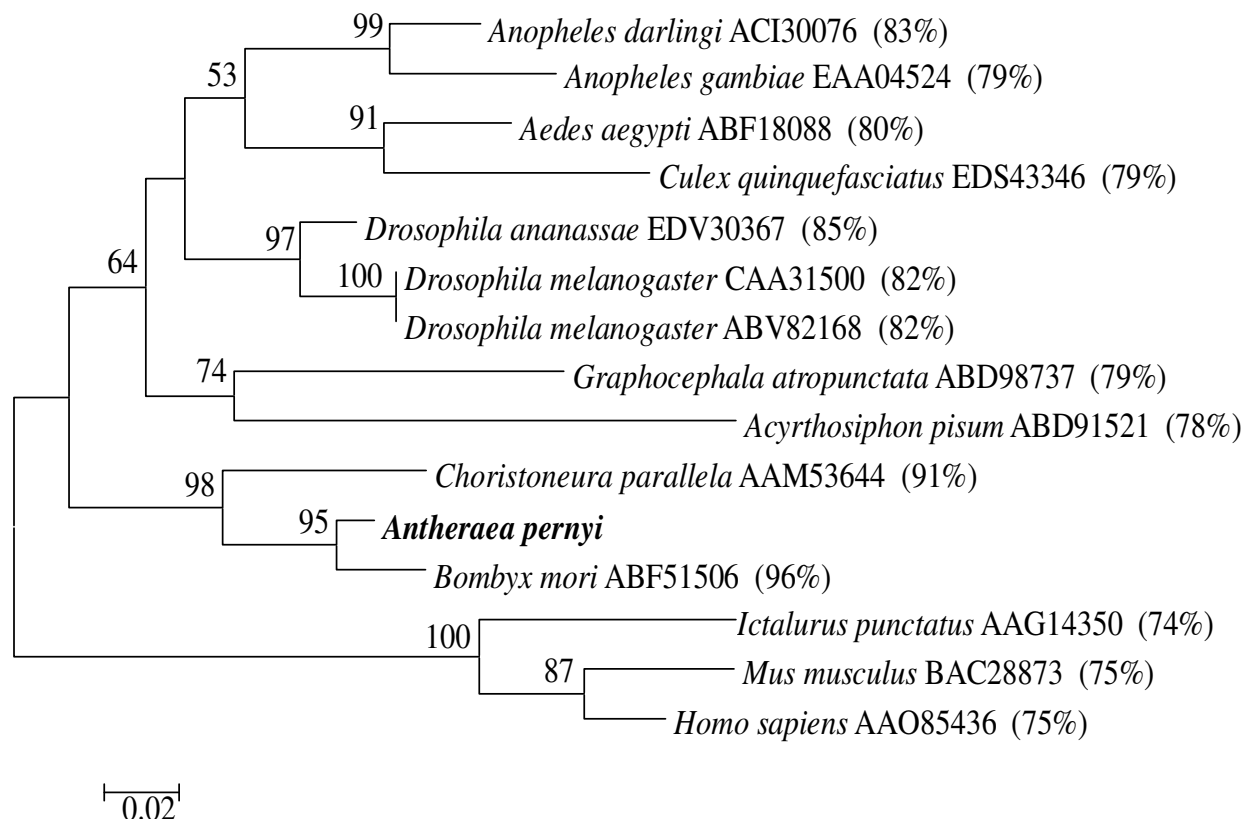 99
Anopheles darlingi ACI30076 (83%)
53
Anopheles gambiae EAA04524 (79%)
91
Aedes aegypti ABF18088 (80%)
Culex quinquefasciatus EDS43346 (79%)
97
Drosophila ananassae EDV30367 (85%)
64
100
Drosophila melanogaster CAA31500 (82%)
Drosophila melanogaster ABV82168 (82%)
74
Graphocephala atropunctata ABD98737 (79%)
Acyrthosiphon pisum ABD91521 (78%)
98
Choristoneura parallela AAM53644 (91%)
95
Antheraea pernyi
Bombyx mori ABF51506 (96%)
100
Ictalurus punctatus AAG14350 (74%)
87
Mus musculus BAC28873 (75%)
Homo sapiens AAO85436 (75%)
0.02